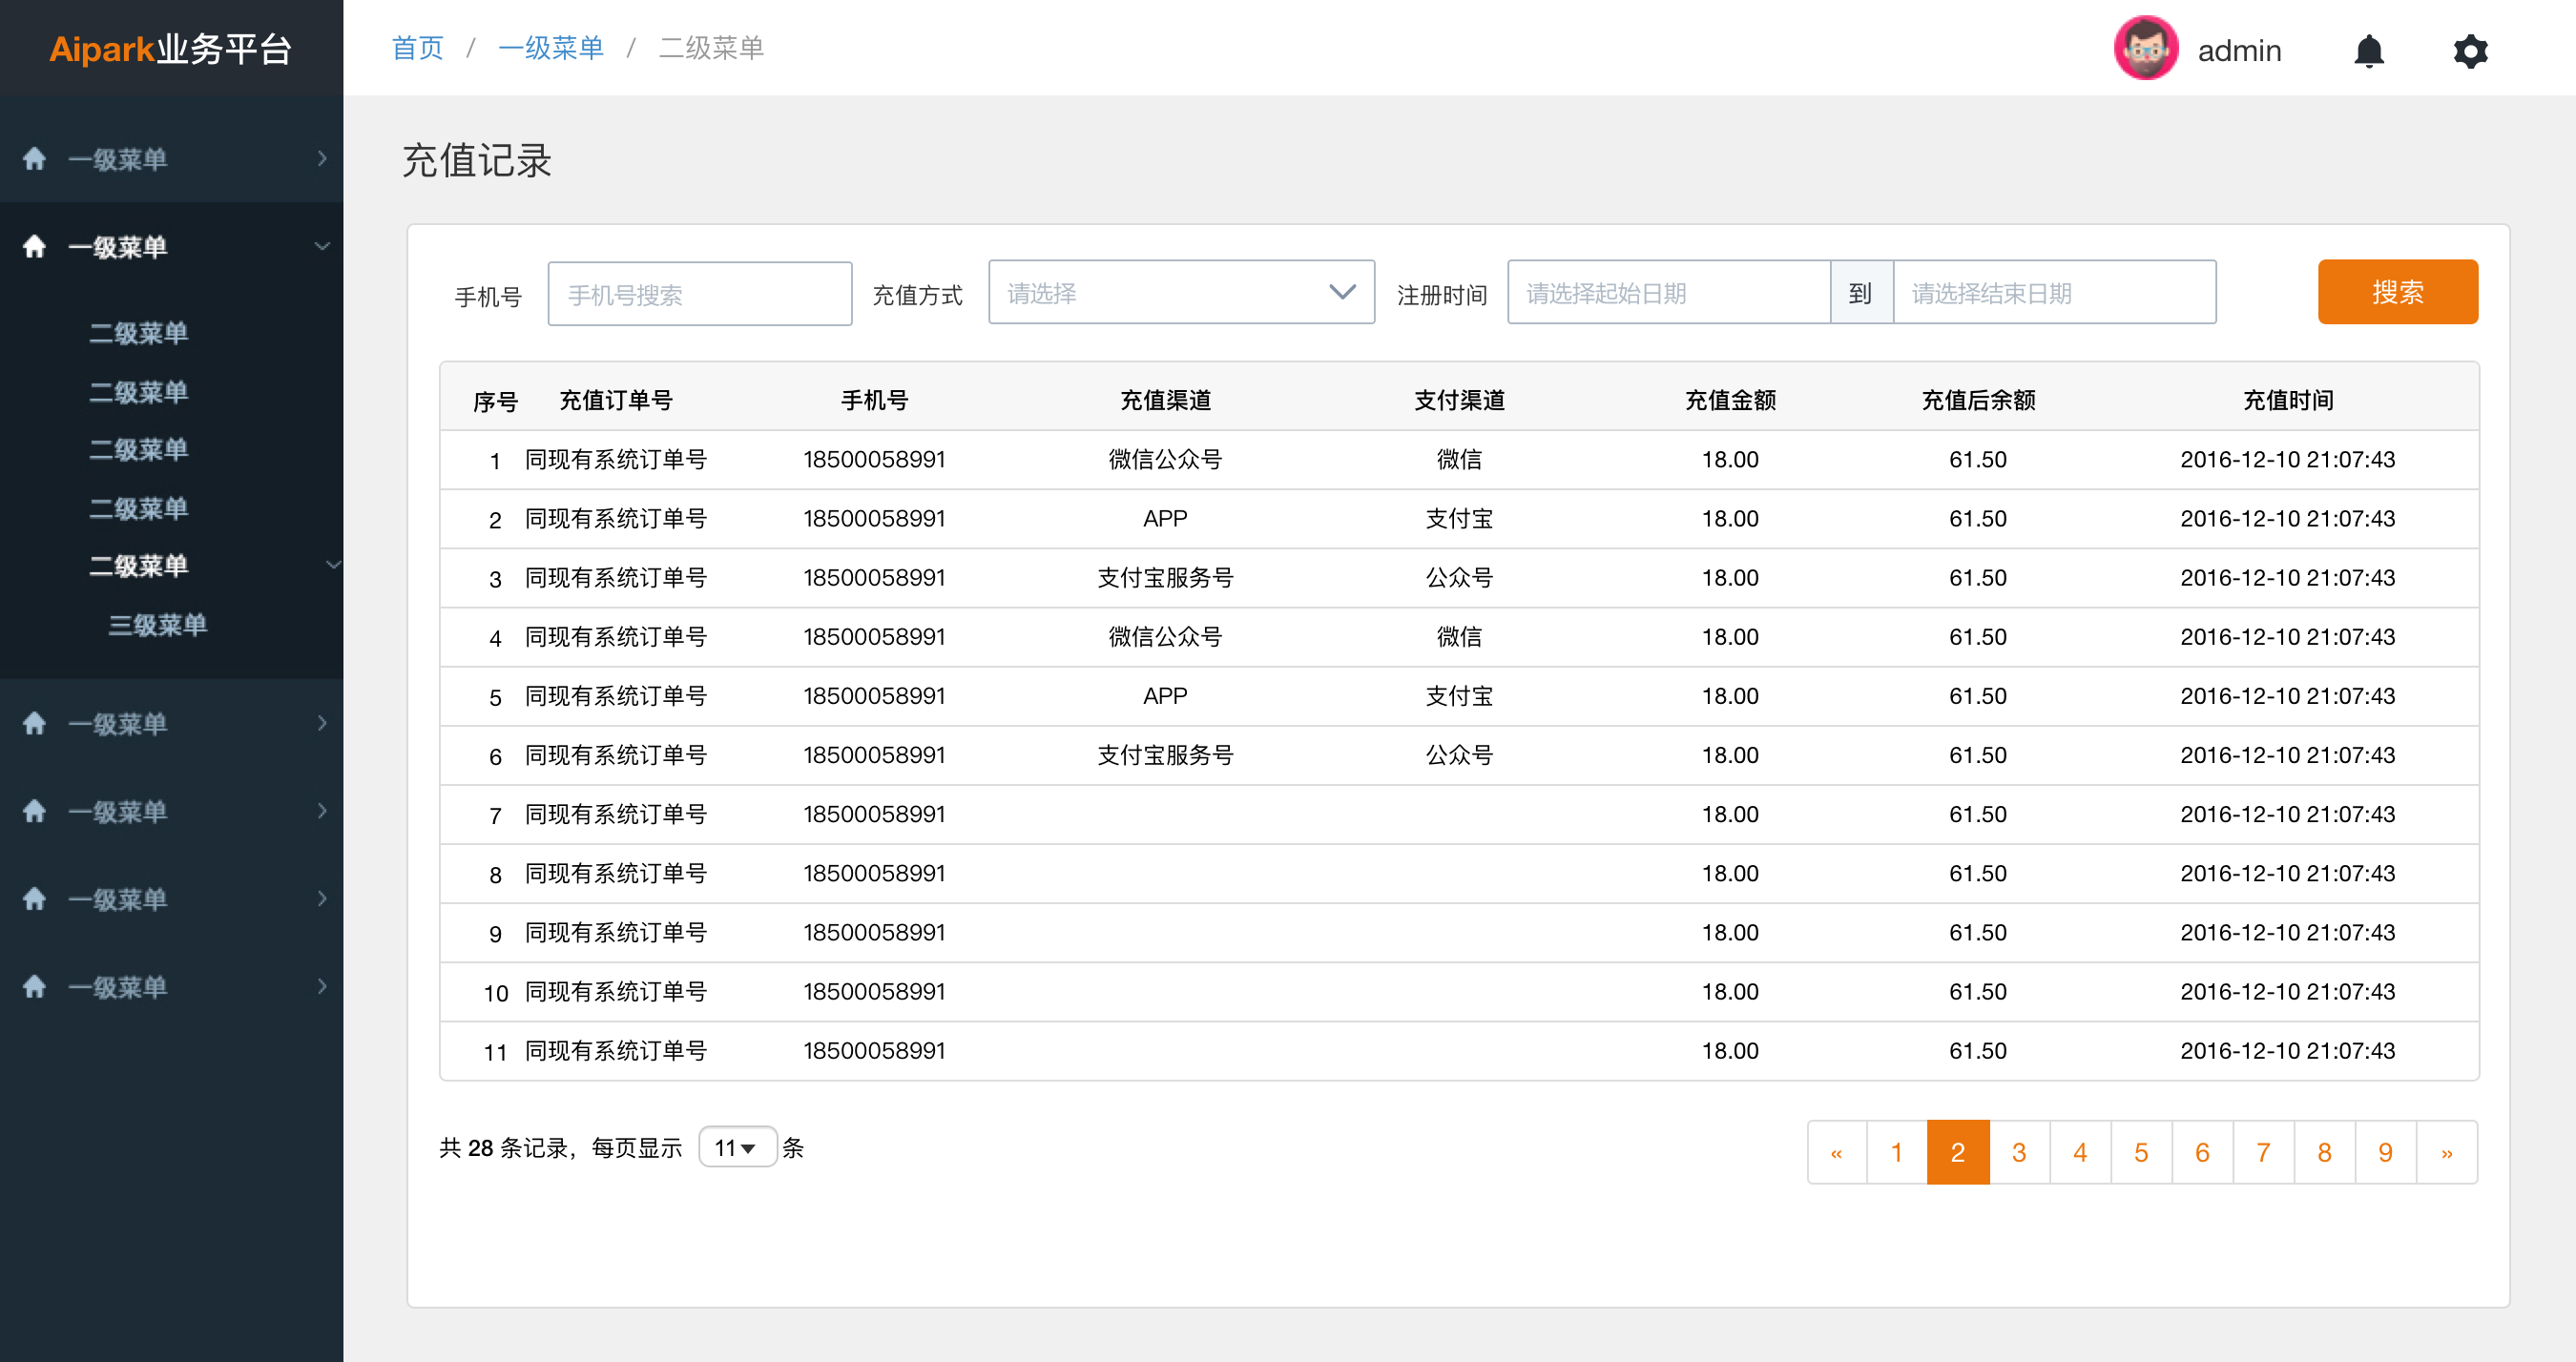 Aipark业务平台
首页 / 一级菜单 / 二级菜单
admin
一级菜单
一级菜单
二级菜单
二级菜单
二级菜单
二级菜单
二级菜单
三级菜单
一级菜单
一级菜单
一级菜单
一级菜单
充值记录
手机号 手机号搜索 充值方式 请选择 注册时间 请选择起始日期 到 请选择结束日期 搜索
序号 充值订单号 手机号 充值渠道 支付渠道 充值金额 充值后余额 充值时间
1 同现有系统订单号 18500058991 微信公众号 微信 18.00 61.50 2016-12-10 21:07:43
2 同现有系统订单号 18500058991 APP 支付宝 18.00 61.50 2016-12-10 21:07:43
3 同现有系统订单号 18500058991 支付宝服务号 公众号 18.00 61.50 2016-12-10 21:07:43
4 同现有系统订单号 18500058991 微信公众号 微信 18.00 61.50 2016-12-10 21:07:43
5 同现有系统订单号 18500058991 APP 支付宝 18.00 61.50 2016-12-10 21:07:43
6 同现有系统订单号 18500058991 支付宝服务号 公众号 18.00 61.50 2016-12-10 21:07:43
7 同现有系统订单号 18500058991 18.00 61.50 2016-12-10 21:07:43
8 同现有系统订单号 18500058991 18.00 61.50 2016-12-10 21:07:43
9 同现有系统订单号 18500058991 18.00 61.50 2016-12-10 21:07:43
10 同现有系统订单号 18500058991 18.00 61.50 2016-12-10 21:07:43
11 同现有系统订单号 18500058991 18.00 61.50 2016-12-10 21:07:43
共 28 条记录，每页显示 11 条
« 1 2 3 4 5 6 7 8 9 »